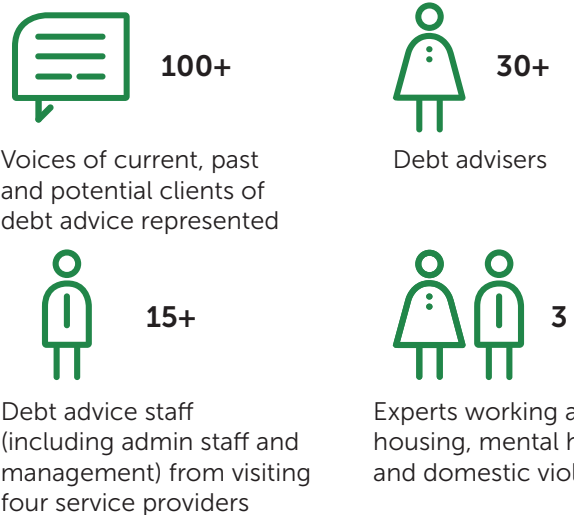 100+
Voices of current, past
and potential clients of
debt advice represented
30+
Debt advisers
15+
Debt advice staff
(including admin staff and
management) from visiting
four service providers
3
Experts working
housing, mental
and domestic